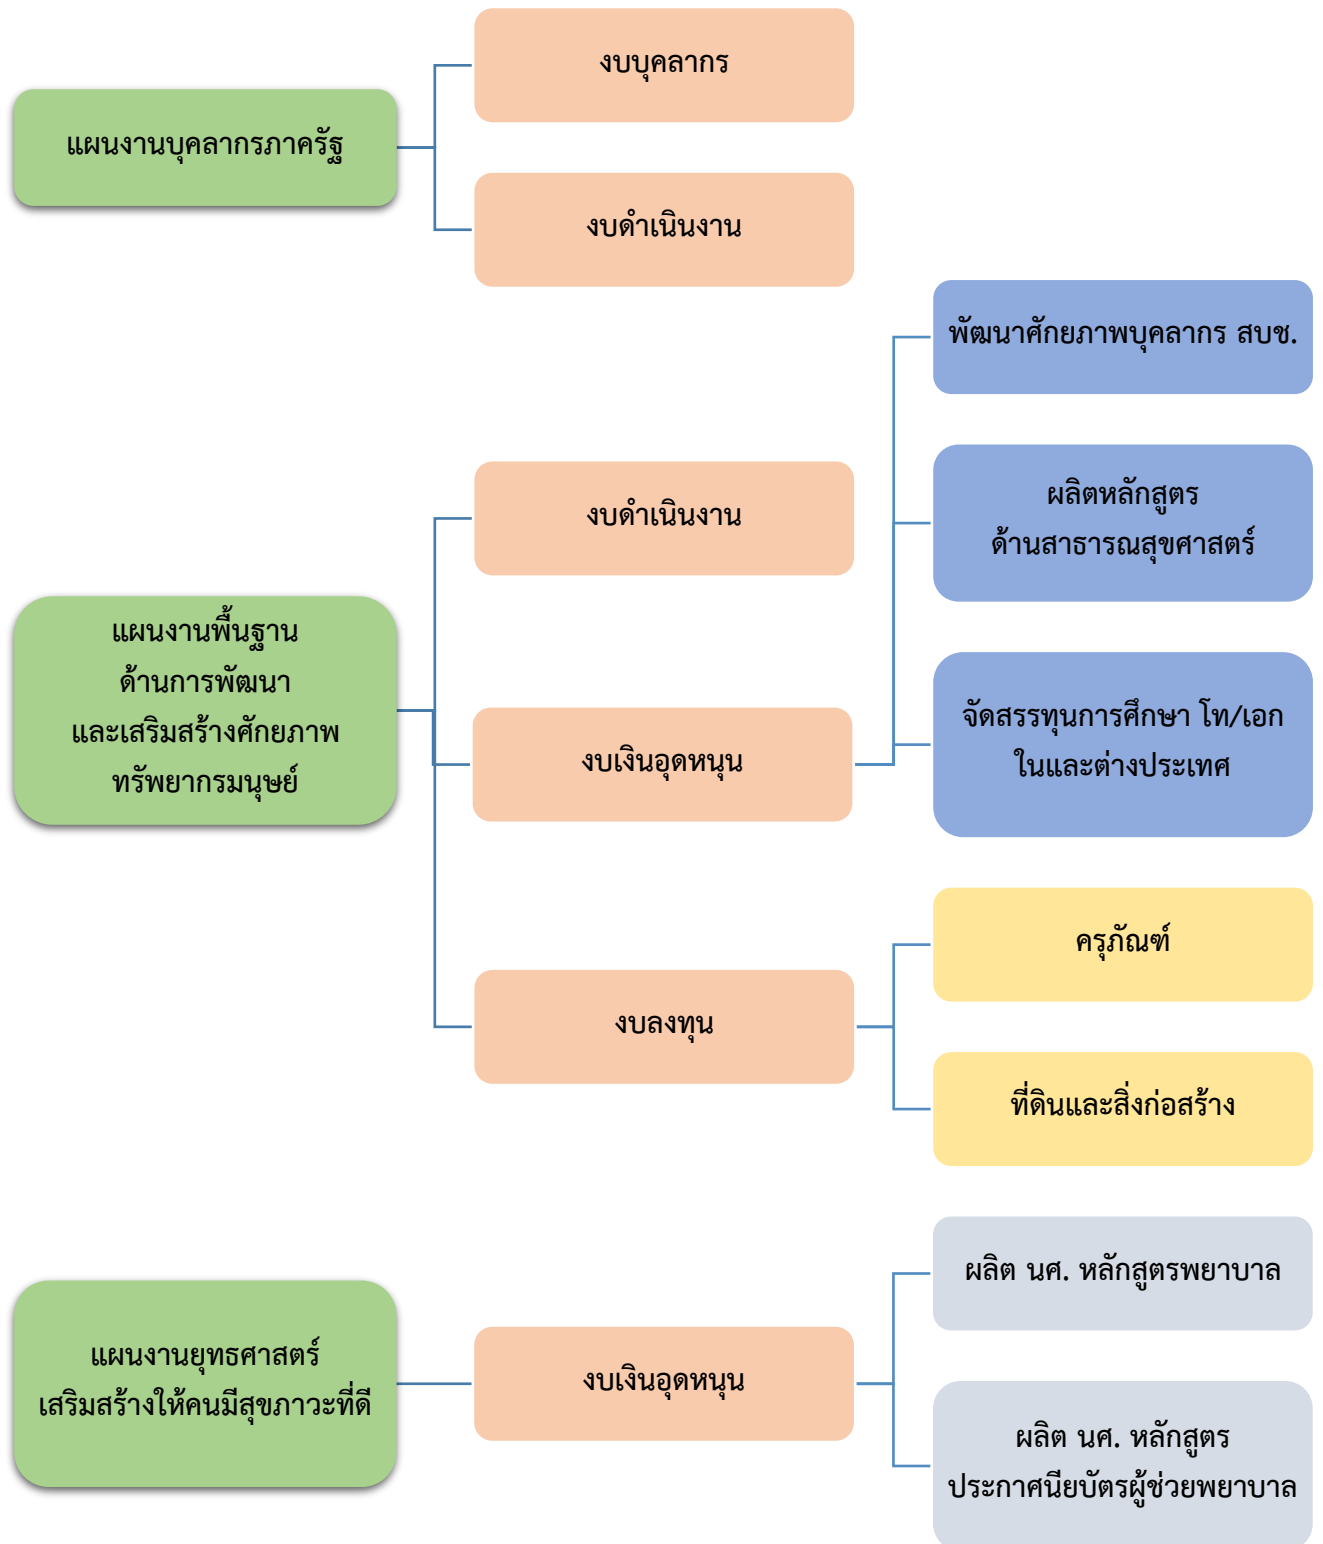 งบบุคลากร
แผนงานบุคลากรภาครัฐ
งบดำเนินงาน
พัฒนาศักยภาพบุคลากร สบช.
ผลิตหลักสูตร
ด้านสาธารณสุขศาสตร์
งบดำเนินงาน
แผนงานพื้นฐาน
ด้านการพัฒนา
และเสริมสร้างศักยภาพ
ทรัพยากรมนุษย์
งบเงินอุดหนุน
จัดสรรทุนการศึกษา โท/เอก
ในและต่างประเทศ
ครุภัณฑ์
งบลงทุน
ที่ดินและสิ่งก่อสร้าง
ผลิต นศ. หลักสูตรพยาบาล
แผนงานยุทธศาสตร์
เสริมสร้างให้คนมีสุขภาวะที่ดี
งบเงินอุดหนุน
ผลิต นศ. หลักสูตร
ประกาศนียบัตรผู้ช่วยพยาบาล